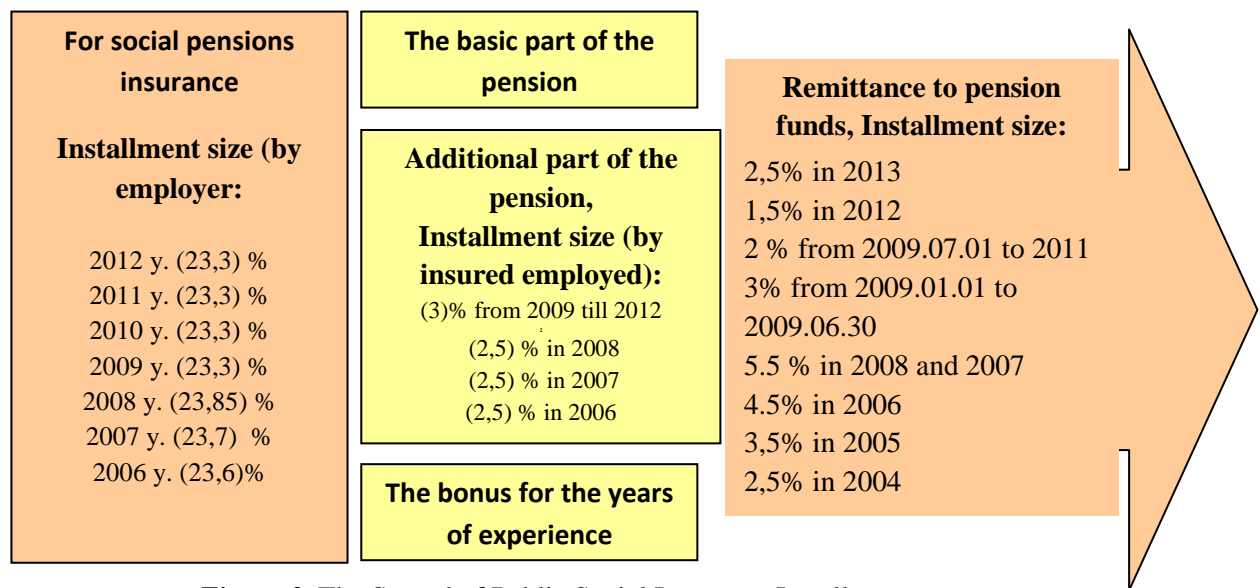 For social pensions
insurance
Installment size (by
employer:
2012 y. (23,3) %
2011 y. (23,3) %
2010 y. (23,3) %
2009 y. (23,3) %
2008 y. (23,85) %
2007 y. (23,7) %
2006 y. (23,6)%
The basic part of the
pension
Additional part of the
pension,
Installment size (by
insured employed):
(3)% from 2009 till 2012
2
(2,5) % in 2008
(2,5) % in 2007
(2,5) % in 2006
The bonus for the years
of experience
Remittance to pension
funds, Installment size:
2,5% in 2013
1,5% in 2012
2 % from 2009.07.01 to 2011
3% from 2009.01.01 to
2009.06.30
5.5 % in 2008 and 2007
4.5% in 2006
3,5% in 2005
2,5% in 2004